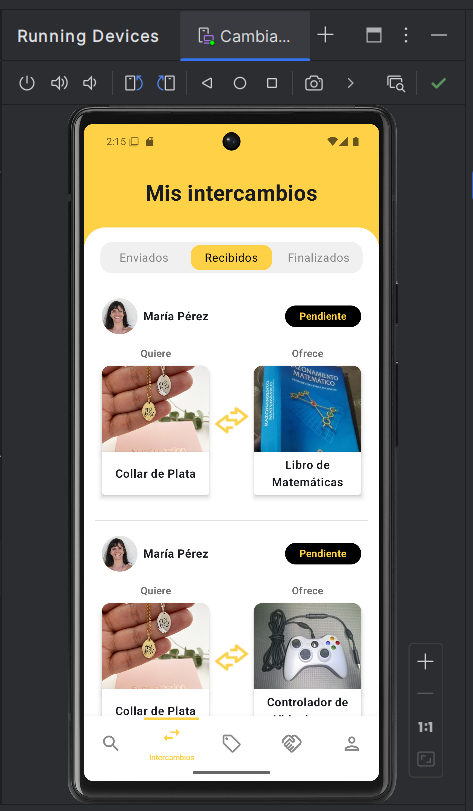 Running Devices
Cambia...
2:15
Mis intercambios
Enviados
Recibidos
Finalizados
María Pérez
Pendiente
Quiere
Ofrece
RAZONAMIENTO
MATEMÁTICO
Collar de Plata
Libro de
Matemáticas
María Pérez
Pendiente
Quiere
Ofrece
Collar de Plata
Controlador de
Intercambios
1:1